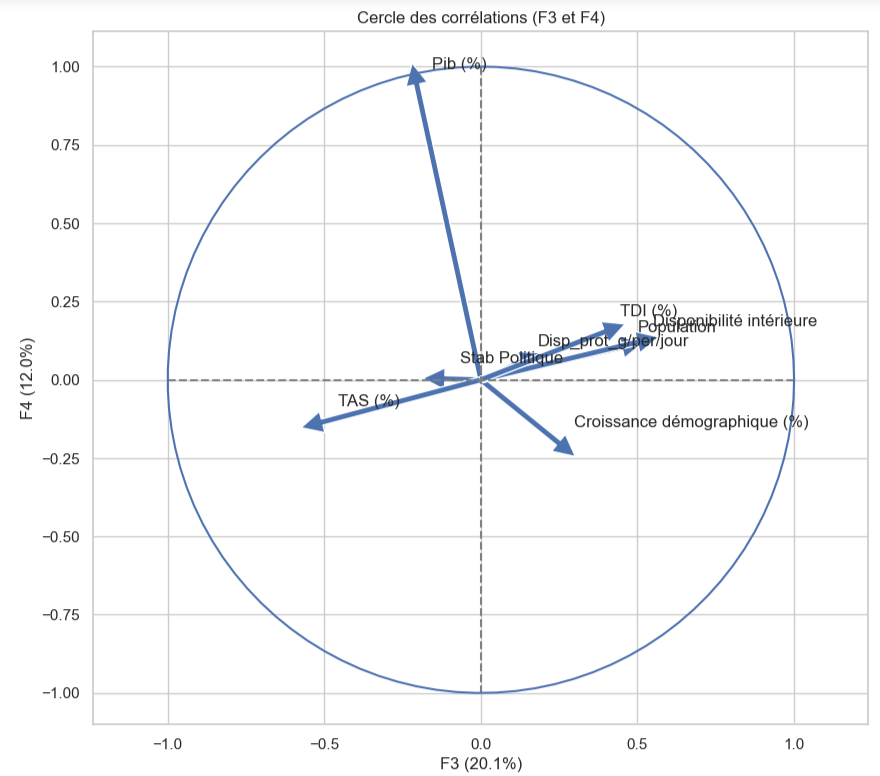 Cercle des corrélations (F3 et F4)
1.00
Pib (%)
0.75
0.50
0.25
TDI (%)
Disponibilité intérieure
Population
Disp_prot_g/per/jour
Stab Politique
0.00
TAS (%)
Croissance démographique (%)
−0.25
−0.50
−0.75
−1.00
F4 (12.0%)
−1.0
−0.5
0.0
0.5
1.0
F3 (20.1%)